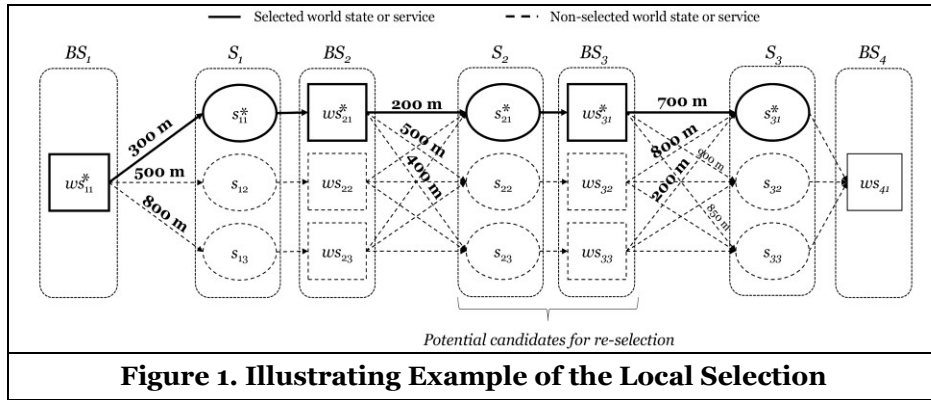 Selected world state or service
Non-selected world state or service
BS₁
S₁
BS₂
S₂
BS₃
S₃
BS₄
300 m
500 m
800 m
200 m
500 m
400 m
700 m
800 m
900 m
200 m
850 m
ws*₁₁
s*₁₁
s₁₂
s₁₃
ws*₂₁
ws₂₂
ws₂₃
s*₂₁
s₂₂
s₂₃
ws*₃₁
ws₃₂
ws₃₃
s*₃₁
s₃₂
s₃₃
ws₄₁
Potential candidates for re-selection
Figure 1. Illustrating Example of the Local Selection